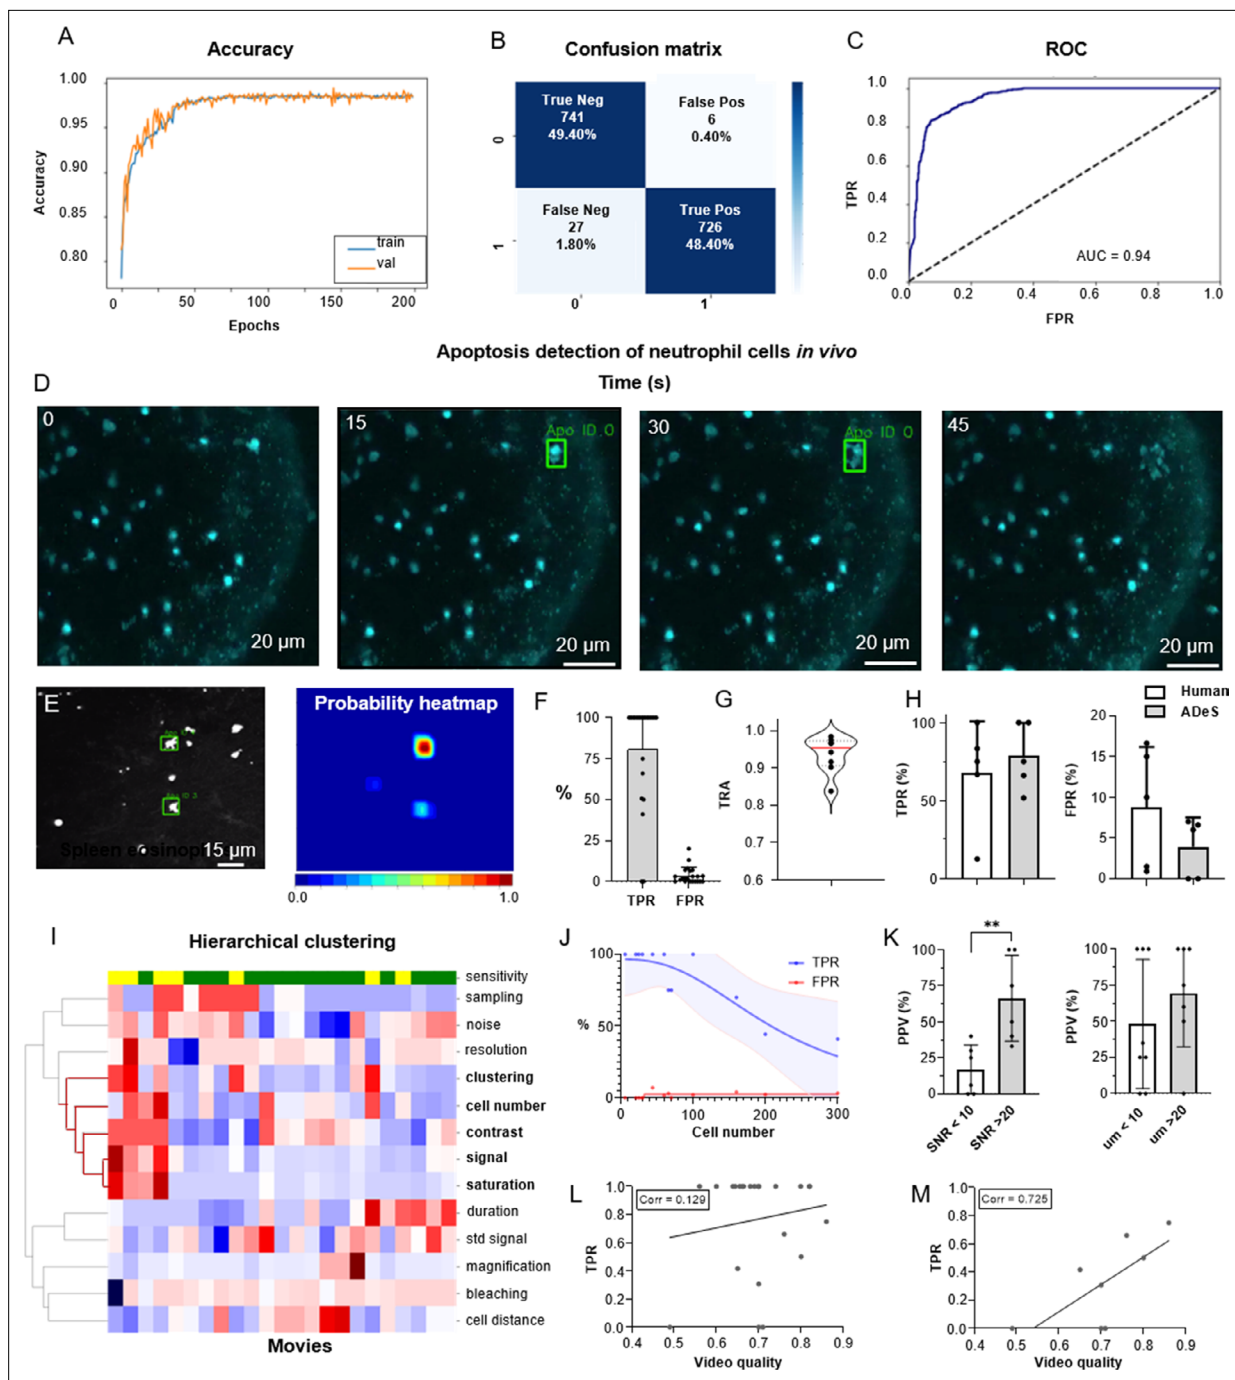 A
Accuracy
1.00
0.95
0.90
0.85
0.80
Accuracy
train
val
0
50
100
150
200
Epochs
B
Confusion matrix
True Neg
741
49.40%
False Pos
6
0.40%
False Neg
27
1.80%
True Pos
726
48.40%
0
1
0
1
C
ROC
1.0
0.8
0.6
0.4
0.2
0.0
TPR
AUC = 0.94
0.0
0.2
0.4
0.6
0.8
1.0
FPR
Apoptosis detection of neutrophil cells in vivo
Time (s)
D
0
20 µm
15
Apo ID 0
20 µm
30
Apo ID 0
20 µm
45
20 µm
E
Apo ID 3
Spleen eosinop
15 µm
Probability heatmap
0.0
1.0
F
100
75
50
25
0
%
TPR
FPR
G
1.0
0.9
0.8
0.7
0.6
TRA
H
Human
ADeS
100
50
0
TPR (%)
20
15
10
5
0
FPR (%)
I
Hierarchical clustering
sensitivity
sampling
noise
resolution
clustering
cell number
contrast
signal
saturation
duration
std signal
magnification
bleaching
cell distance
Movies
J
100
50
0
%
TPR
FPR
0
100
200
300
Cell number
K
100
75
50
25
0
PPV (%)
**
SNR < 10
SNR >20
100
75
50
25
0
PPV (%)
um < 10
um >20
L
Corr = 0.129
1.0
0.8
0.6
0.4
0.2
0.0
TPR
0.4
0.5
0.6
0.7
0.8
0.9
Video quality
M
Corr = 0.725
1.0
0.8
0.6
0.4
0.2
0.0
TPR
0.4
0.5
0.6
0.7
0.8
0.9
Video quality